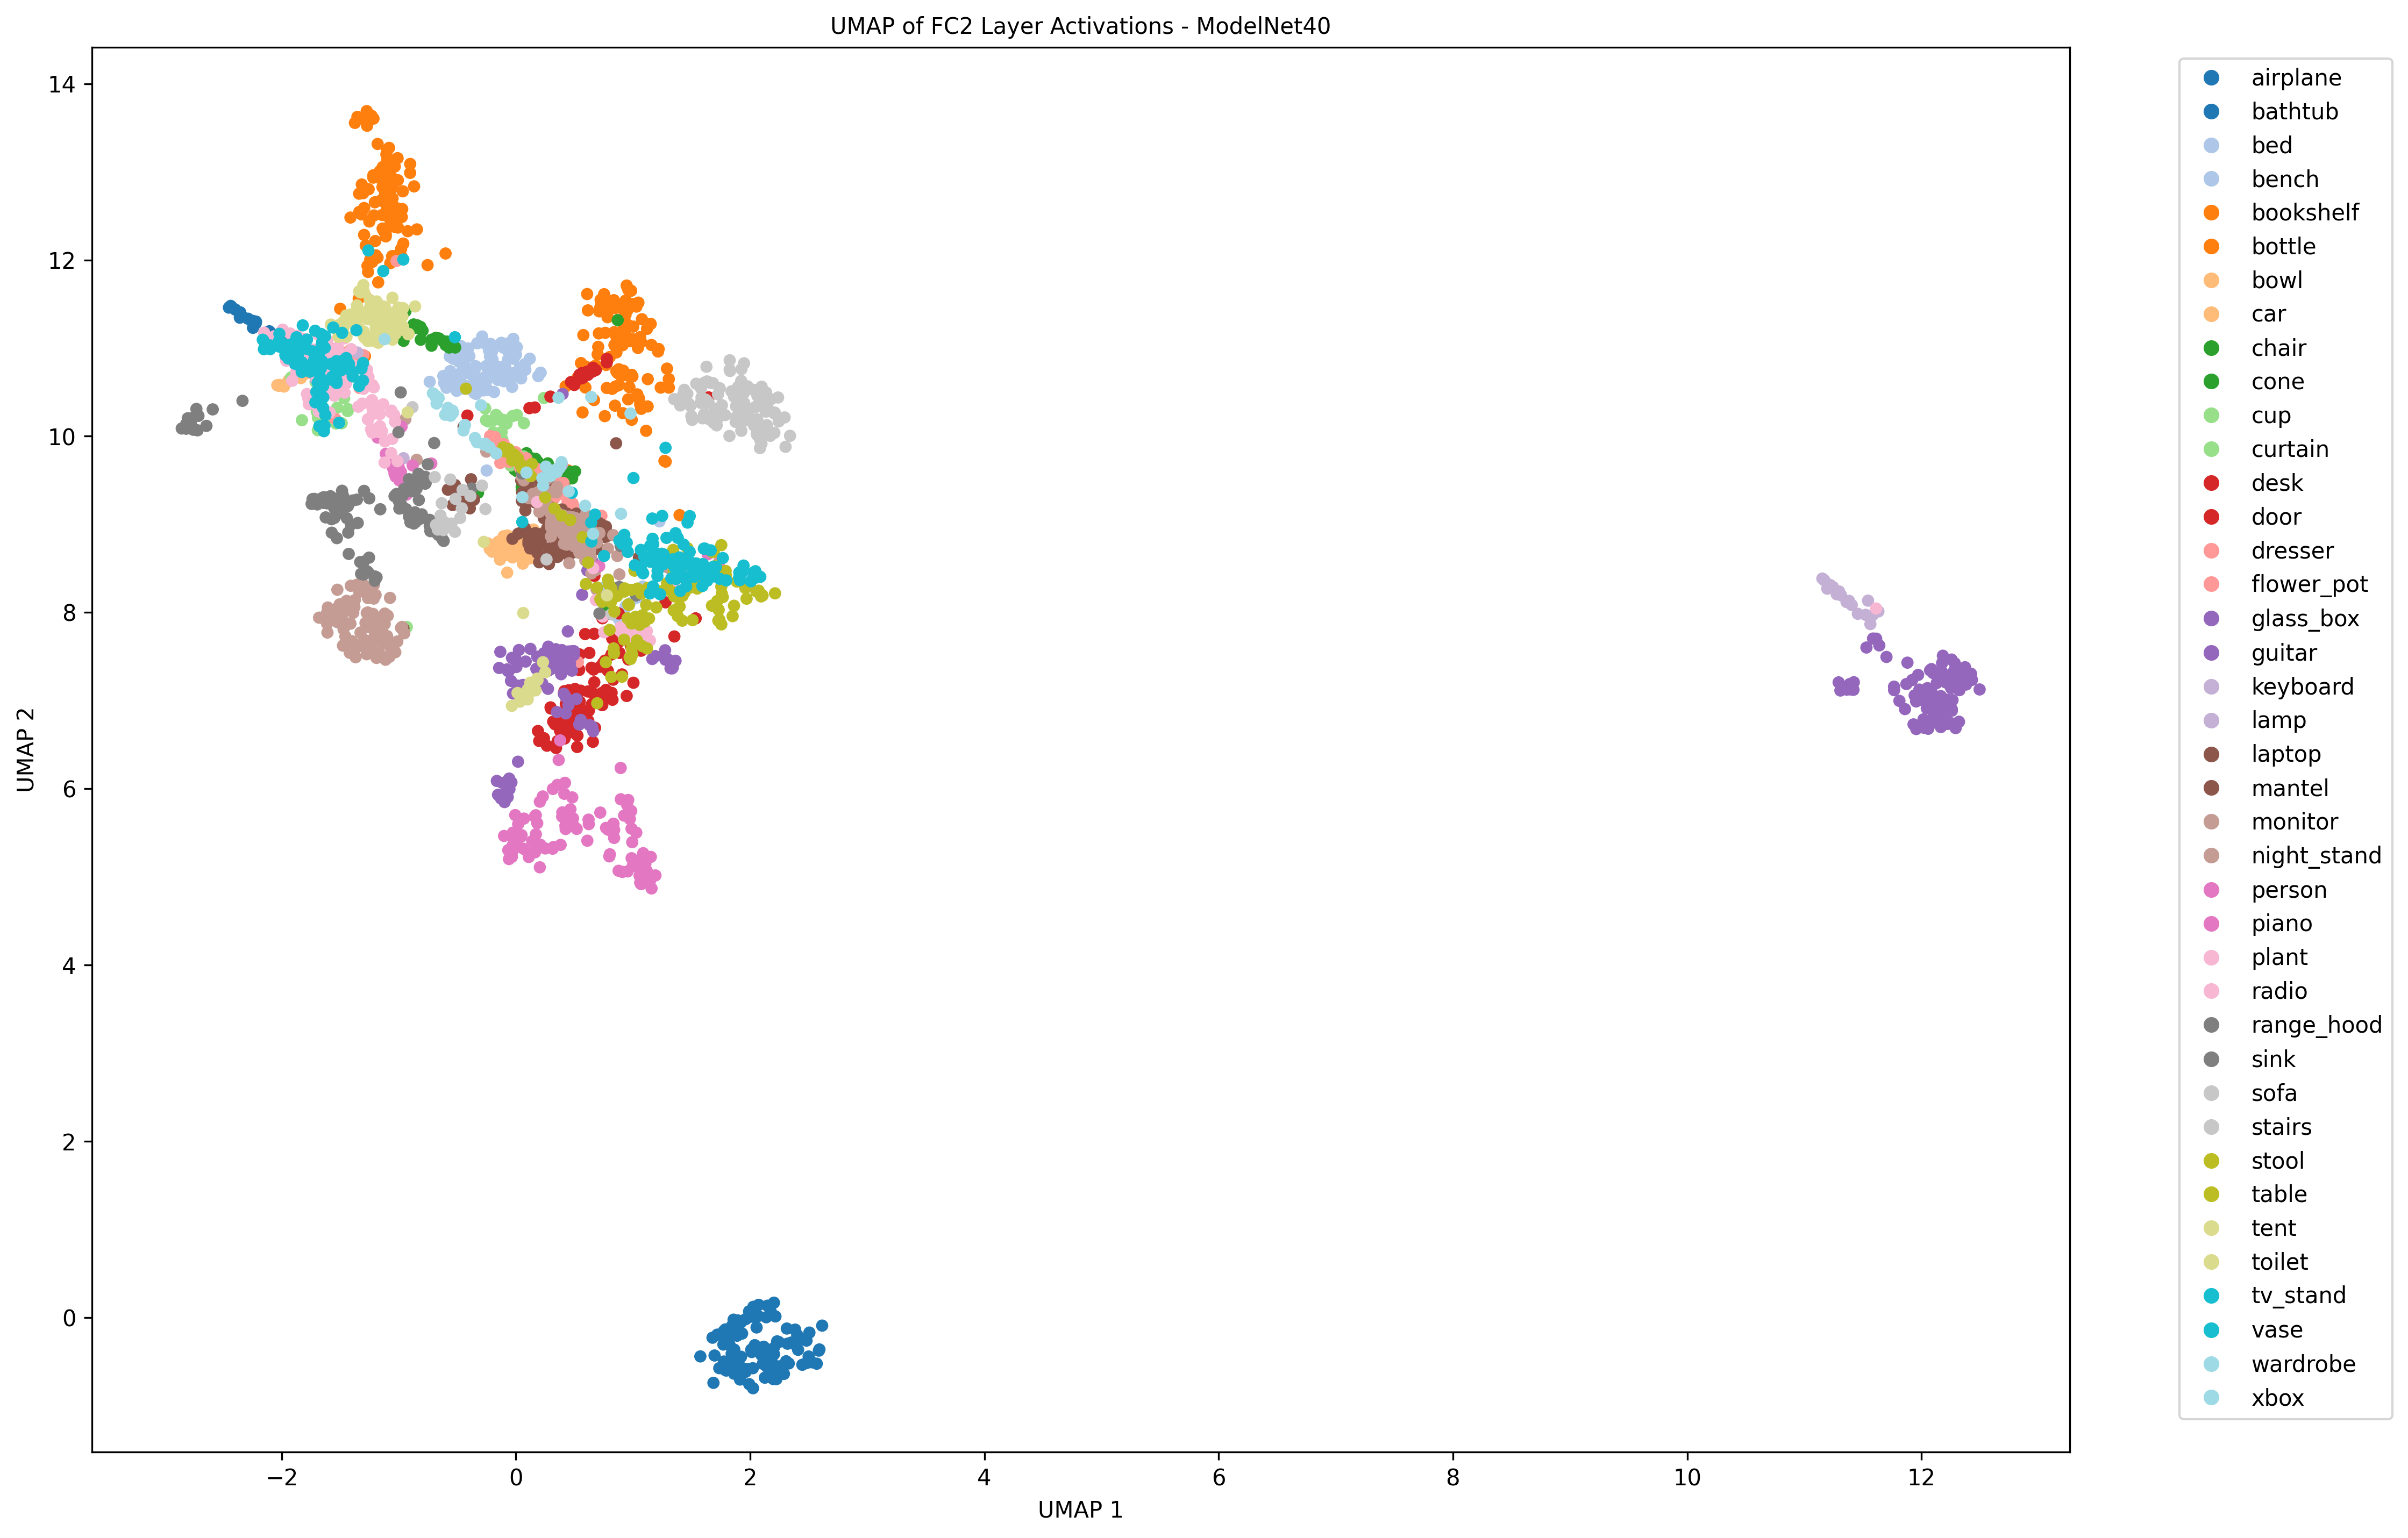 UMAP of FC2 Layer Activations - ModelNet40
14
12
10
8
6
4
2
0
UMAP 2
−2
0
2
4
6
8
10
12
UMAP 1
airplane
bathtub
bed
bench
bookshelf
bottle
bowl
car
chair
cone
cup
curtain
desk
door
dresser
flower_pot
glass_box
guitar
keyboard
lamp
laptop
mantel
monitor
night_stand
person
piano
plant
radio
range_hood
sink
sofa
stairs
stool
table
tent
toilet
tv_stand
vase
wardrobe
xbox